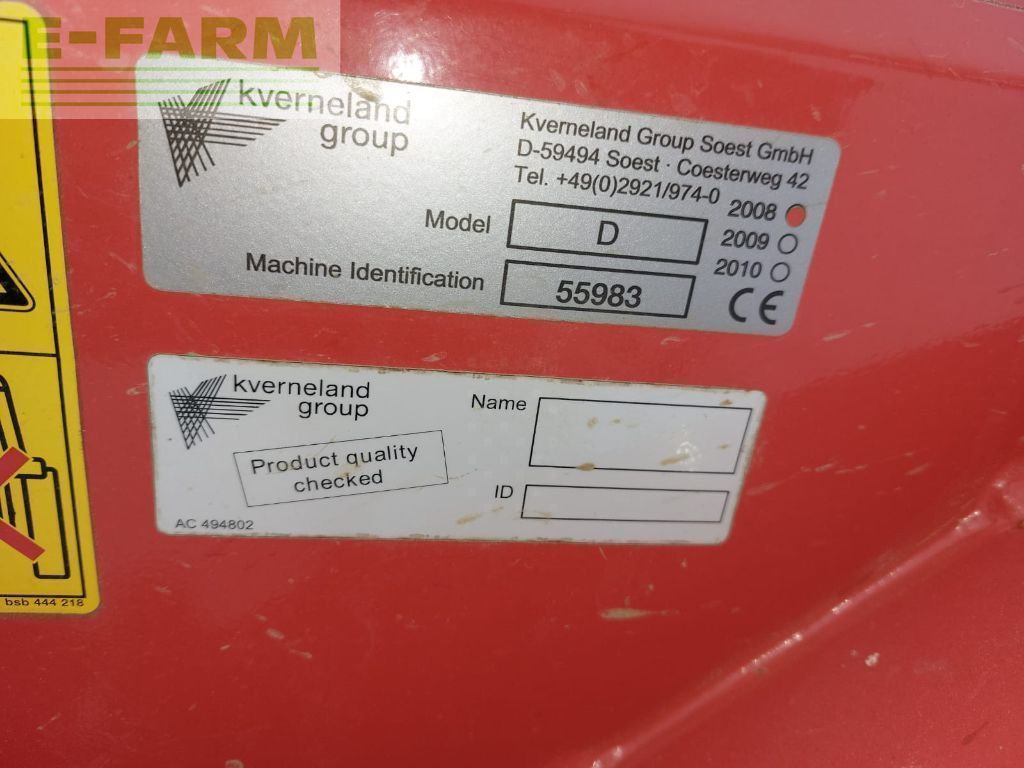 E-FARM
kverneland
group
Kverneland Group Soest GmbH
D-59494 Soest · Coesterweg 42
Tel. +49(0)2921/974-0
2008
Model D
2009
2010
Machine Identification 55983
CE
kverneland
group
Name
Product quality
checked
ID
AC 494802
bsb 444 218